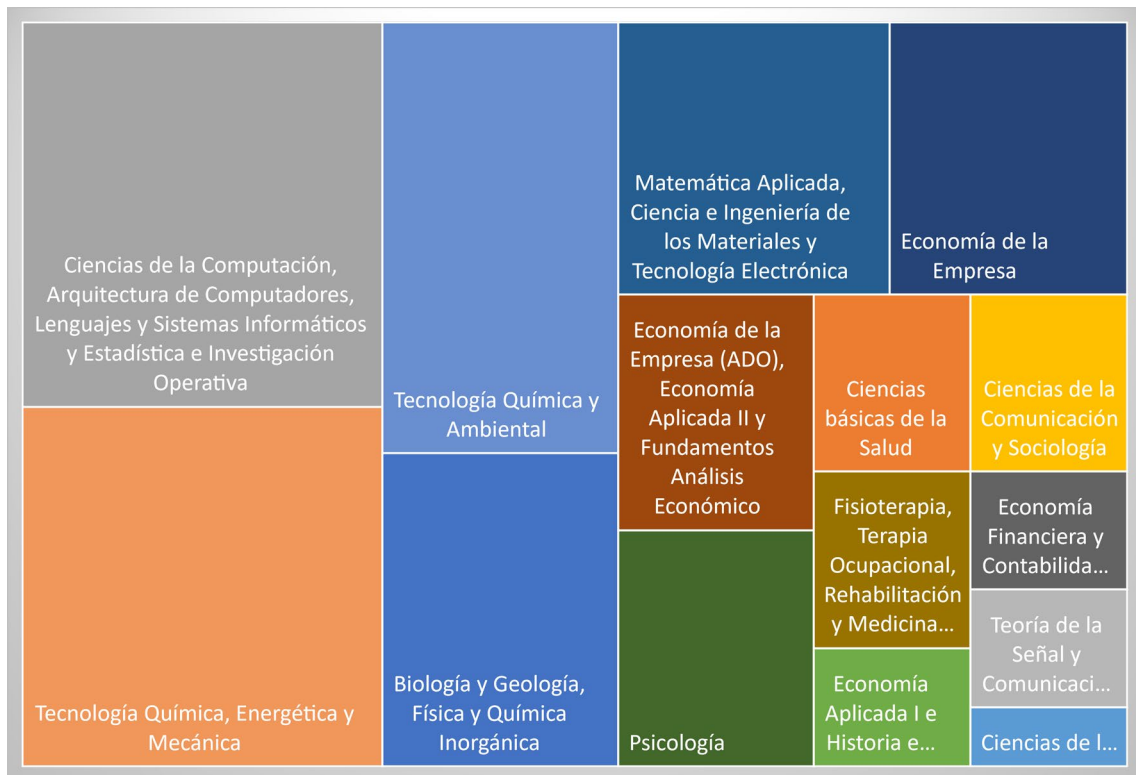 Ciencias de la Computación,
Arquitectura de Computadores,
Lenguajes y Sistemas Informáticos
y Estadística e Investigación
Operativa
Tecnología Química, Energética y
Mecánica
Tecnología Química y
Ambiental
Biología y Geología,
Física y Química
Inorgánica
Matemática Aplicada,
Ciencia e Ingeniería de
los Materiales y
Tecnología Electrónica
Economía de la
Empresa
Economía de la
Empresa (ADO),
Economía
Aplicada II y
Fundamentos
Análisis
Económico
Psicología
Ciencias
básicas de la
Salud
Ciencias de la
Comunicación
y Sociología
Fisioterapia,
Terapia
Ocupacional,
Rehabilitación
y Medicina...
Economía
Aplicada I e
Historia e...
Economía
Financiera y
Contabilida...
Teoría de la
Señal y
Comunicaci...
Ciencias de l...